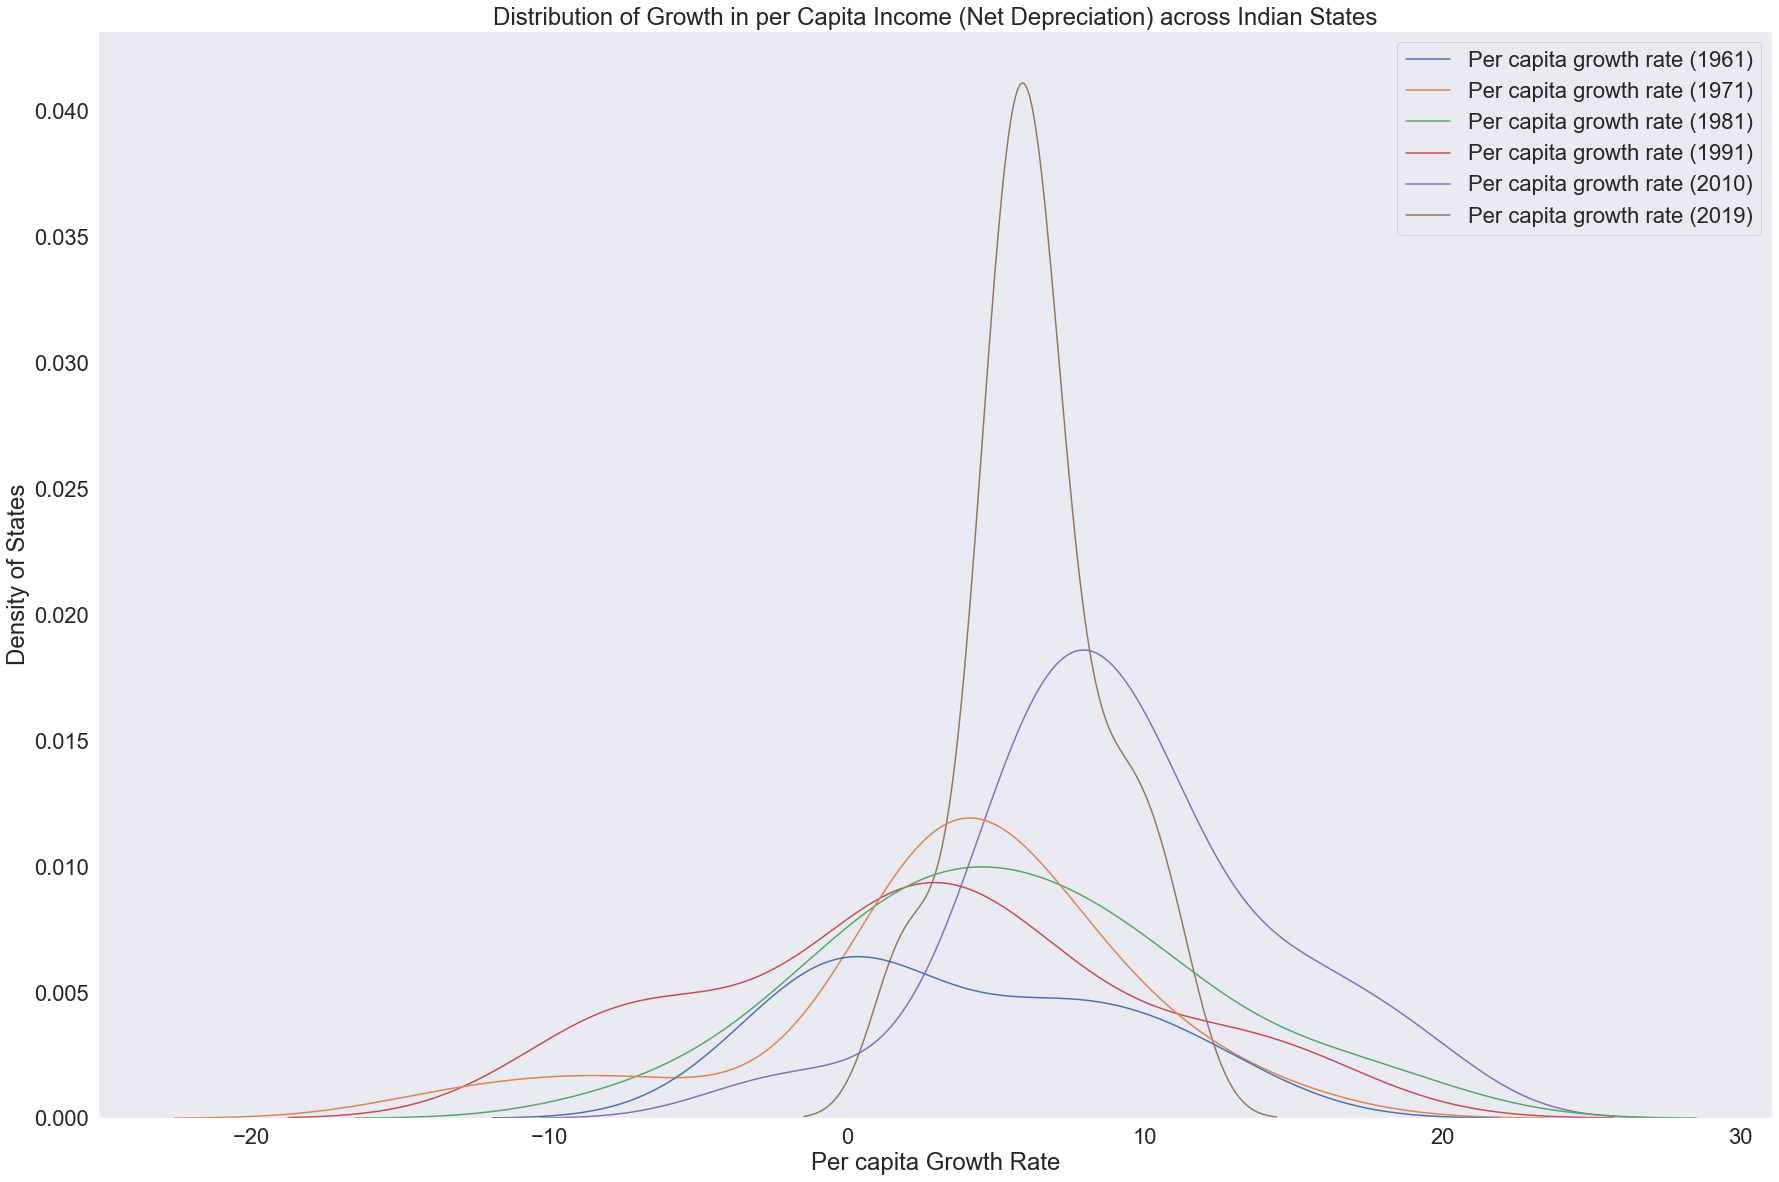 Distribution of Growth in per Capita Income (Net Depreciation) across Indian States
Per capita growth rate (1961)
Per capita growth rate (1971)
Per capita growth rate (1981)
Per capita growth rate (1991)
Per capita growth rate (2010)
Per capita growth rate (2019)
Density of States
0.040
0.035
0.030
0.025
0.020
0.015
0.010
0.005
0.000
−20
−10
0
10
20
30
Per capita Growth Rate